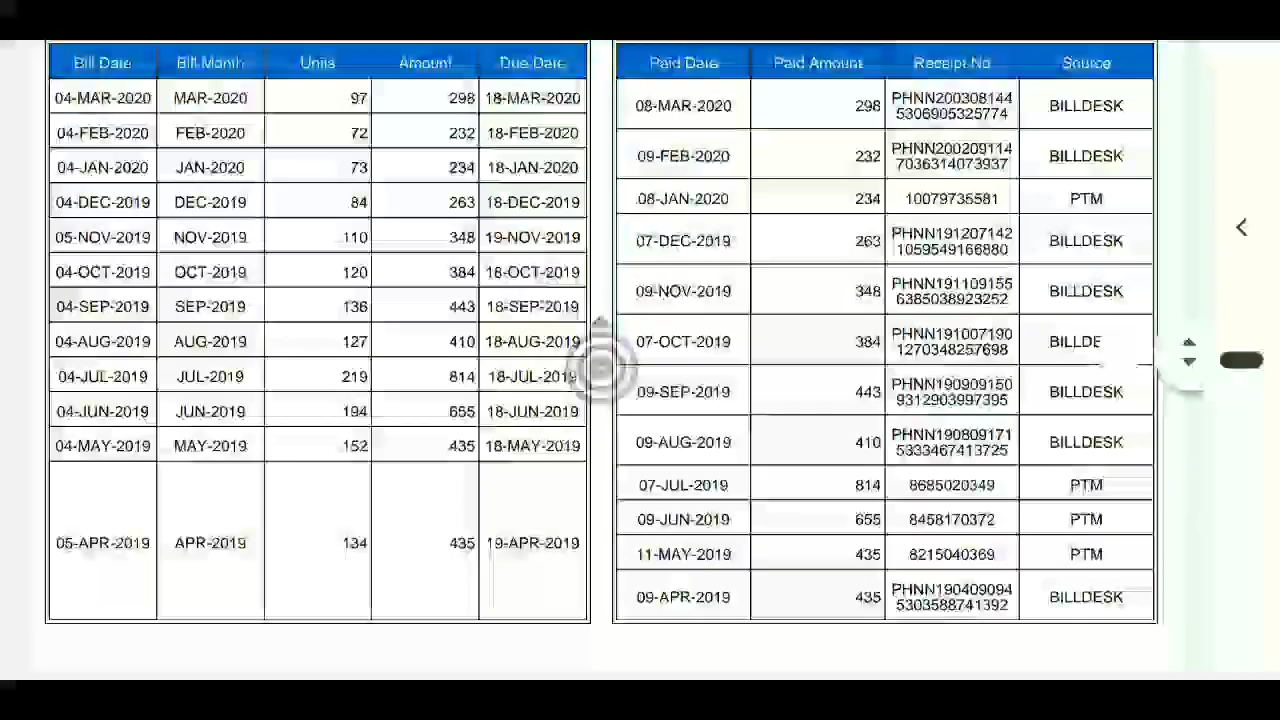 Bill Date Bill Month Units Amount Due Date
04-MAR-2020 MAR-2020 97 298 18-MAR-2020
04-FEB-2020 FEB-2020 72 232 18-FEB-2020
04-JAN-2020 JAN-2020 73 234 18-JAN-2020
04-DEC-2019 DEC-2019 84 263 18-DEC-2019
05-NOV-2019 NOV-2019 110 348 19-NOV-2019
04-OCT-2019 OCT-2019 120 384 18-OCT-2019
04-SEP-2019 SEP-2019 136 443 18-SEP-2019
04-AUG-2019 AUG-2019 127 410 18-AUG-2019
04-JUL-2019 JUL-2019 219 814 18-JUL-2019
04-JUN-2019 JUN-2019 194 655 18-JUN-2019
04-MAY-2019 MAY-2019 152 435 18-MAY-2019
05-APR-2019 APR-2019 134 435 19-APR-2019
Paid Date Paid Amount Receipt No Source
08-MAR-2020 298 PHNN200308144
5306905325774 BILLDESK
09-FEB-2020 232 PHNN200209114
7036314073937 BILLDESK
08-JAN-2020 234 10079735581 PTM
07-DEC-2019 263 PHNN191207142
1059549166880 BILLDESK
09-NOV-2019 348 PHNN191109155
6385038923252 BILLDESK
07-OCT-2019 384 PHNN191007190
1270348257698 BILLDE
09-SEP-2019 443 PHNN190909150
9312903997395 BILLDESK
09-AUG-2019 410 PHNN190809171
5333467413725 BILLDESK
07-JUL-2019 814 8685020349 PTM
09-JUN-2019 655 8458170372 PTM
11-MAY-2019 435 8215040369 PTM
09-APR-2019 435 PHNN190409094
5303588741392 BILLDESK